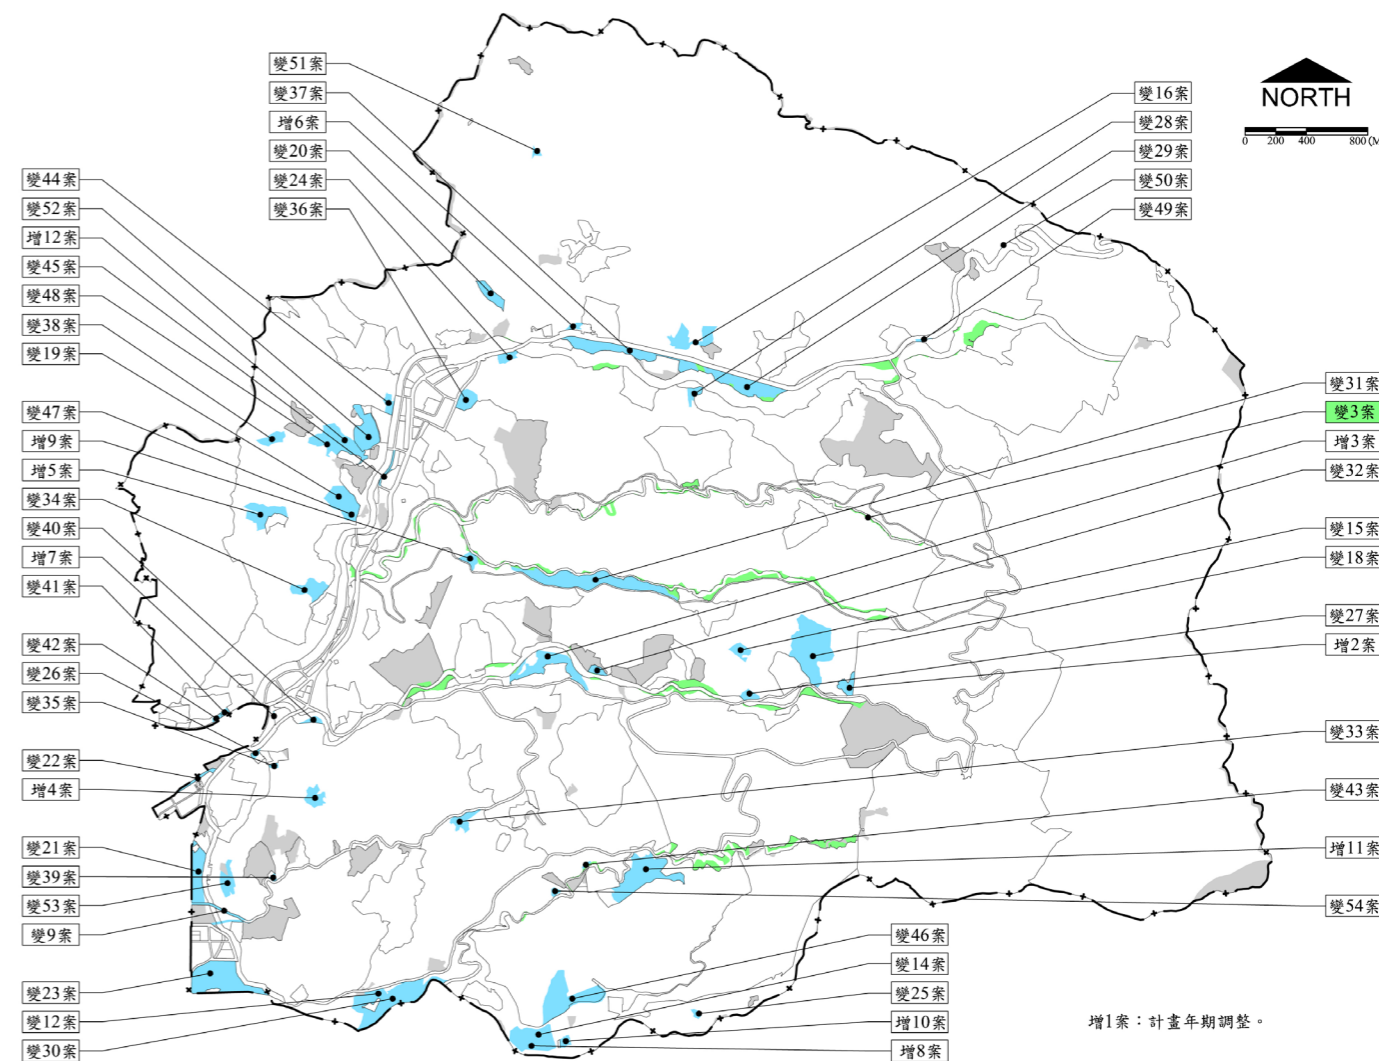 變51案
變37案
增6案
變20案
變24案
變36案
變16案
變28案
變29案
變50案
變49案
NORTH
0 200 400 800(M
變44案
變52案
增12案
變45案
變48案
變38案
變19案
變47案
增9案
增5案
變34案
變40案
增7案
變41案
變42案
變26案
變35案
變22案
增4案
變21案
變39案
變53案
變9案
變23案
變12案
變30案
變31案
變3案
增3案
變32案
變15案
變18案
變27案
增2案
變33案
變43案
增11案
變54案
變46案
變14案
變25案
增10案
增8案
增1案：計畫年期調整。